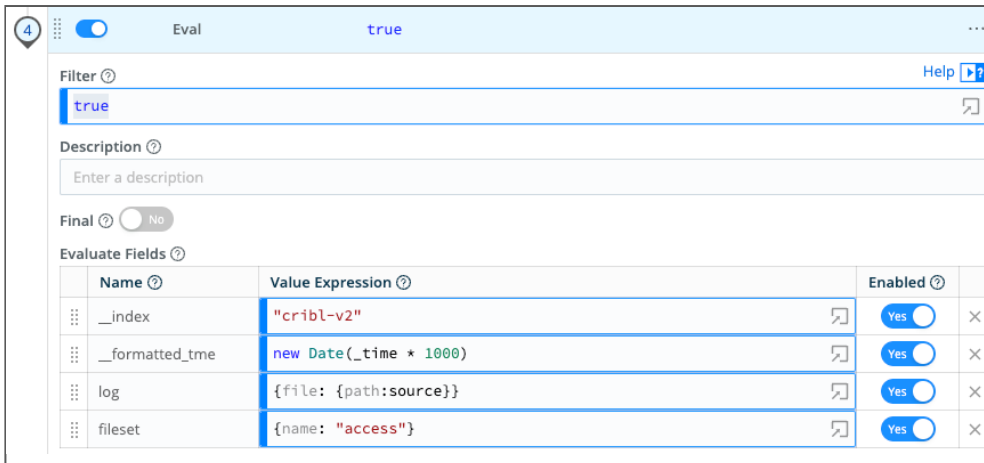 4 Eval true ...
Filter ? Help ?
true
Description ?
Enter a description
Final ? No
Evaluate Fields ?
Name ? Value Expression ? Enabled ?
__index "cribl-v2" Yes
__formatted_tme new Date(_time * 1000) Yes
log {file: {path:source}} Yes
fileset {name: "access"} Yes